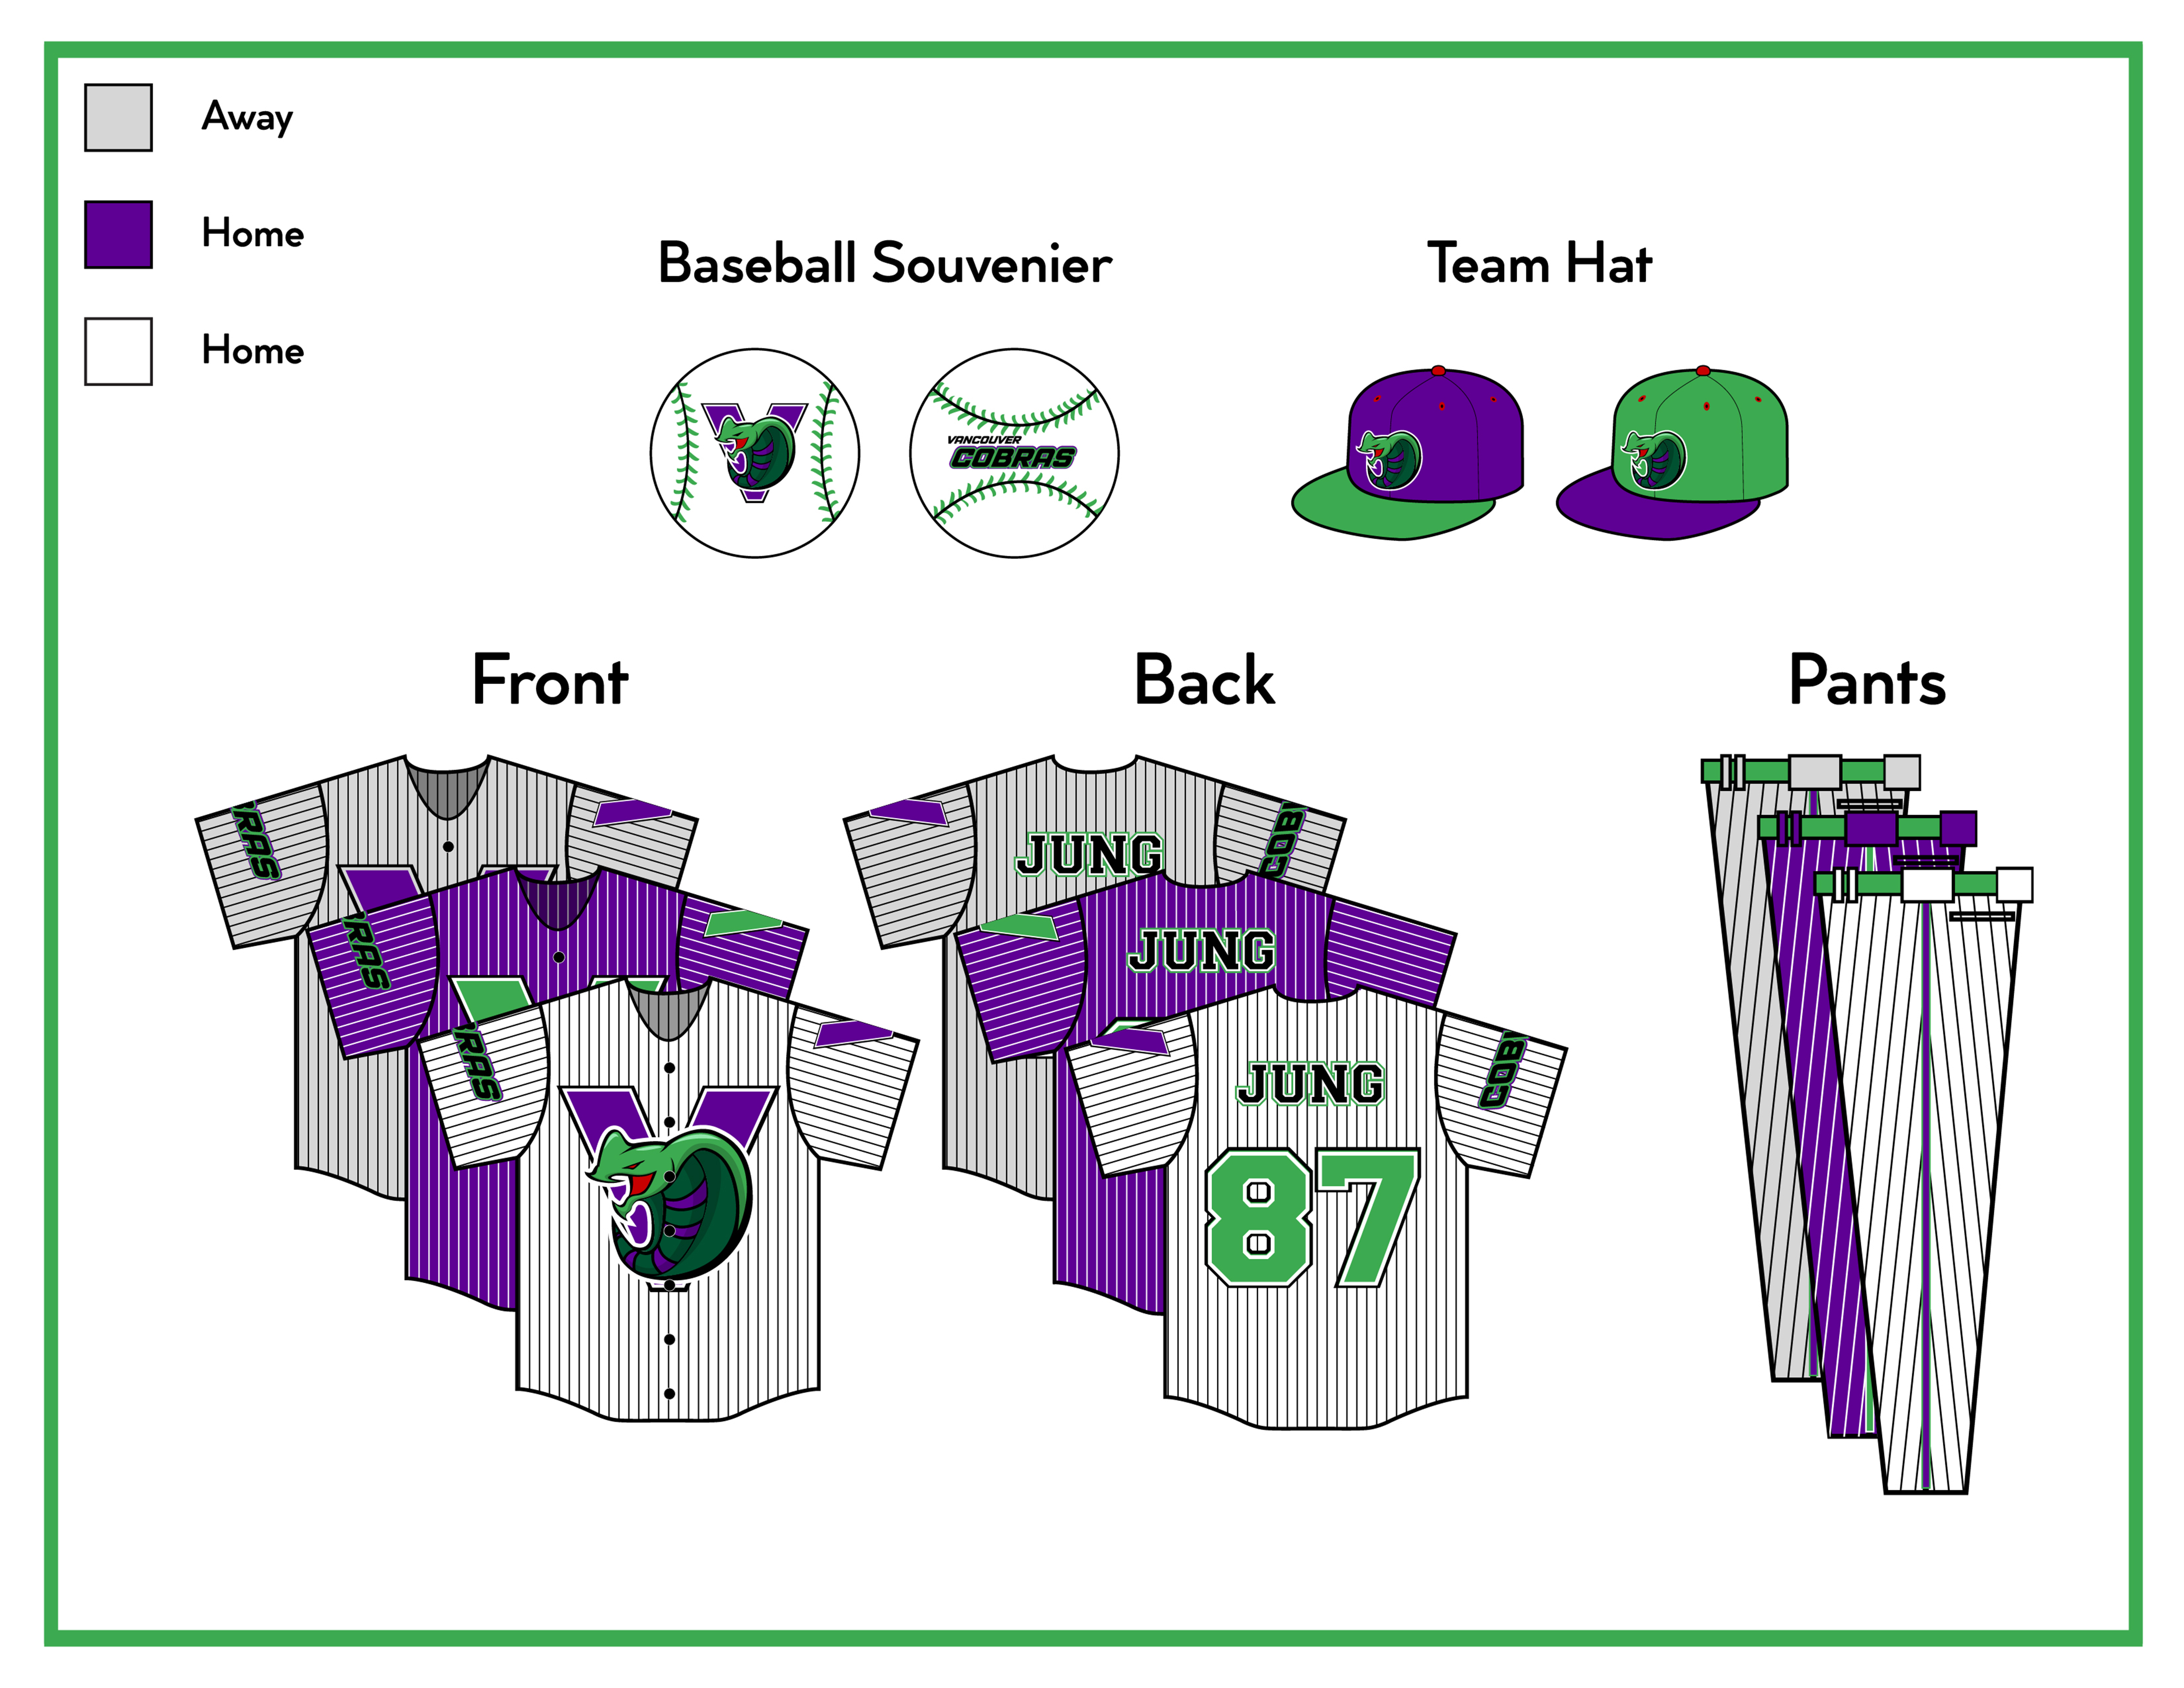 Away
Home
Home
Baseball Souvenier
Team Hat
VANCOUVER
COBRAS
Front
Back
Pants
RAS
RAS
RAS
JUNG
COB
JUNG
JUNG
COB
87